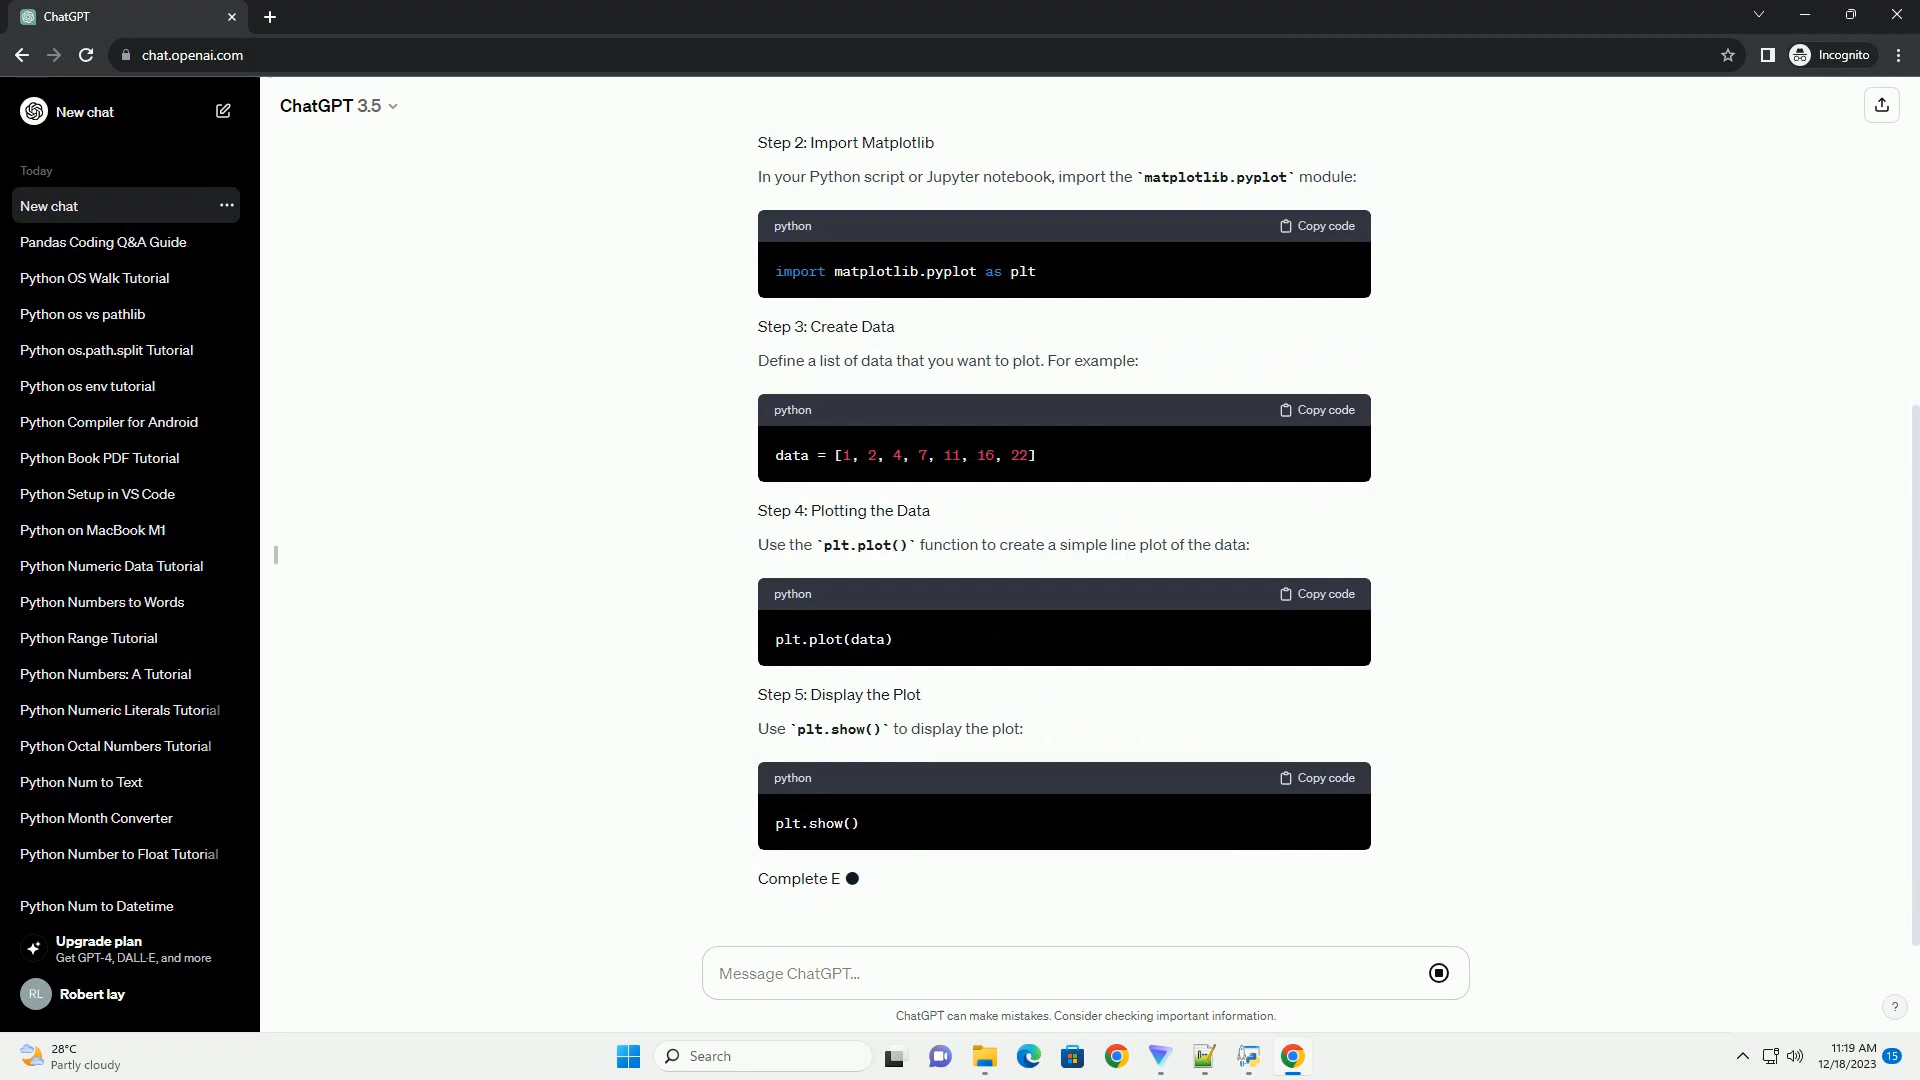 ChatGPT
chat.openai.com
Incognito
New chat
ChatGPT 3.5
Today
New chat
Pandas Coding Q&A Guide
Python OS Walk Tutorial
Python os vs pathlib
Python os.path.split Tutorial
Python os env tutorial
Python Compiler for Android
Python Book PDF Tutorial
Python Setup in VS Code
Python on MacBook M1
Python Numeric Data Tutorial
Python Numbers to Words
Python Range Tutorial
Python Numbers: A Tutorial
Python Numeric Literals Tutorial
Python Octal Numbers Tutorial
Python Num to Text
Python Month Converter
Python Number to Float Tutorial
Python Num to Datetime
Upgrade plan
Get GPT-4, DALL·E, and more
RL Robert lay
Step 2: Import Matplotlib
In your Python script or Jupyter notebook, import the `matplotlib.pyplot` module:
python Copy code
import matplotlib.pyplot as plt
Step 3: Create Data
Define a list of data that you want to plot. For example:
python Copy code
data = [1, 2, 4, 7, 11, 16, 22]
Step 4: Plotting the Data
Use the `plt.plot()` function to create a simple line plot of the data:
python Copy code
plt.plot(data)
Step 5: Display the Plot
Use `plt.show()` to display the plot:
python Copy code
plt.show()
Complete E
Message ChatGPT...
ChatGPT can make mistakes. Consider checking important information.
?
28°C
Partly cloudy
Search
11:19 AM
12/18/2023
15